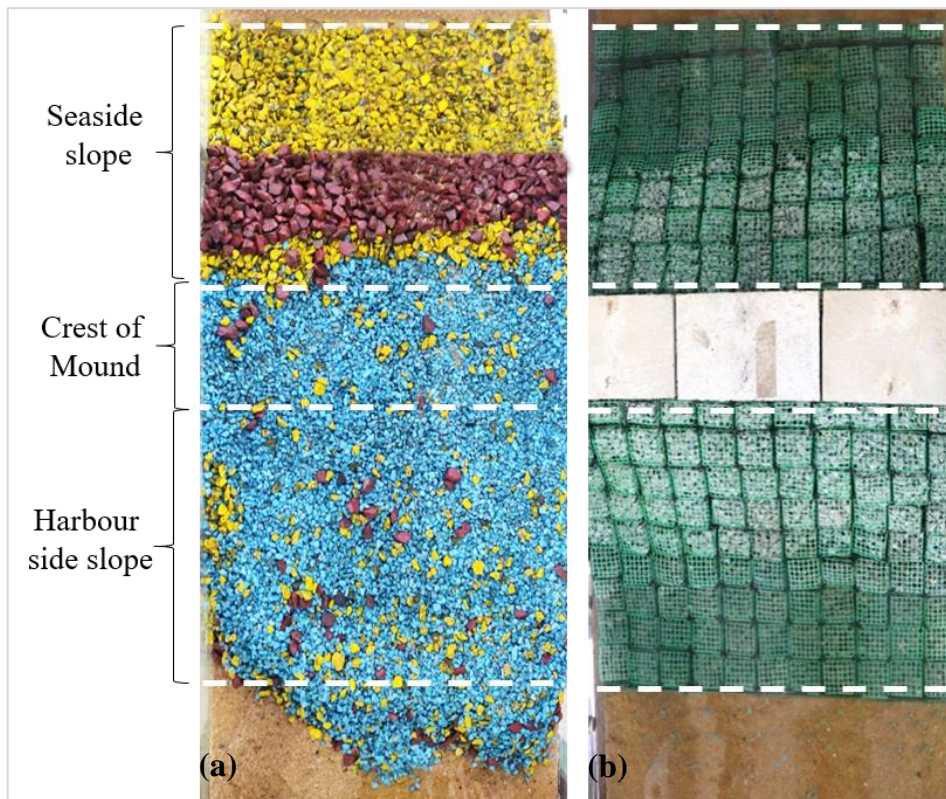 Seaside
slope
Crest of
Mound
Harbour
side slope
(a)
(b)